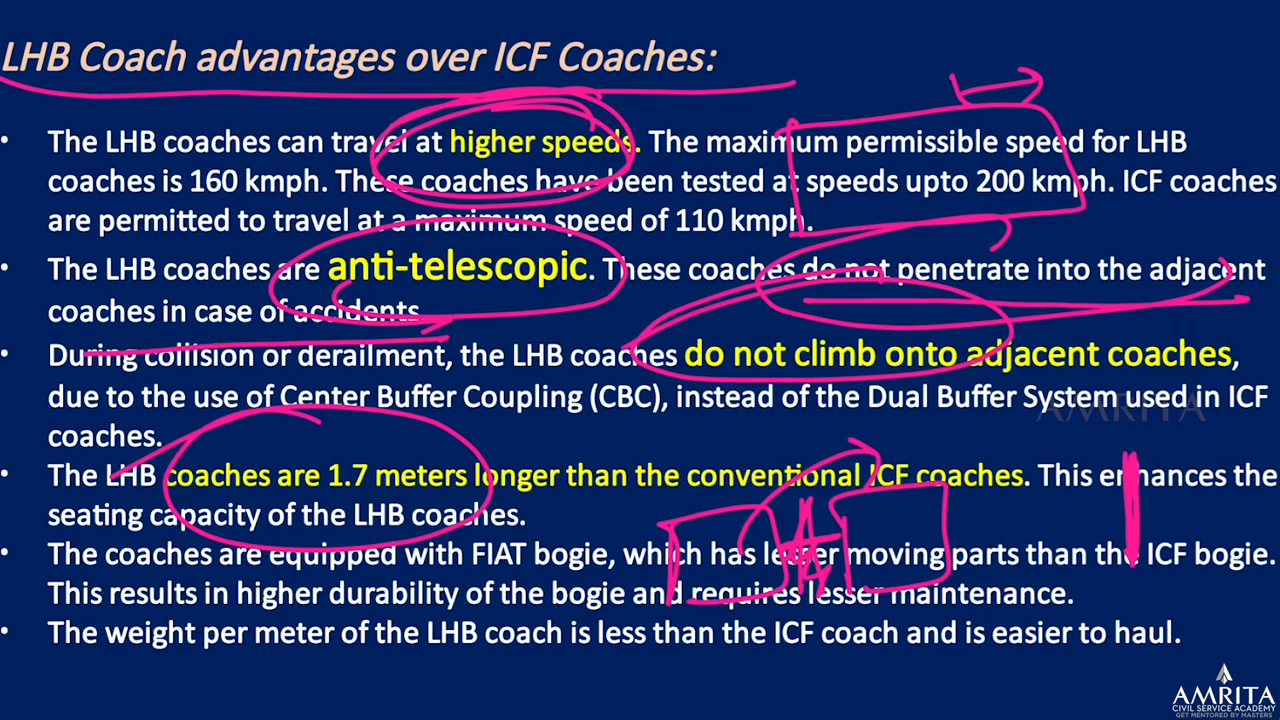 LHB Coach advantages over ICF Coaches:
• The LHB coaches can travel at higher speeds. The maximum permissible speed for LHB
coaches is 160 kmph. These coaches have been tested at speeds upto 200 kmph. ICF coaches
are permitted to travel at a maximum speed of 110 kmph.
• The LHB coaches are anti-telescopic. These coaches do not penetrate into the adjacent
coaches in case of accidents.
• During collision or derailment, the LHB coaches do not climb onto adjacent coaches,
due to the use of Center Buffer Coupling (CBC), instead of the Dual Buffer System used in ICF
coaches.
• The LHB coaches are 1.7 meters longer than the conventional ICF coaches. This enhances the
seating capacity of the LHB coaches.
• The coaches are equipped with FIAT bogie, which has lesser moving parts than the ICF bogie.
This results in higher durability of the bogie and requires lesser maintenance.
• The weight per meter of the LHB coach is less than the ICF coach and is easier to haul.
AMRITA
AMRITA
CIVIL SERVICE ACADEMY
GET MENTORED BY MASTERS